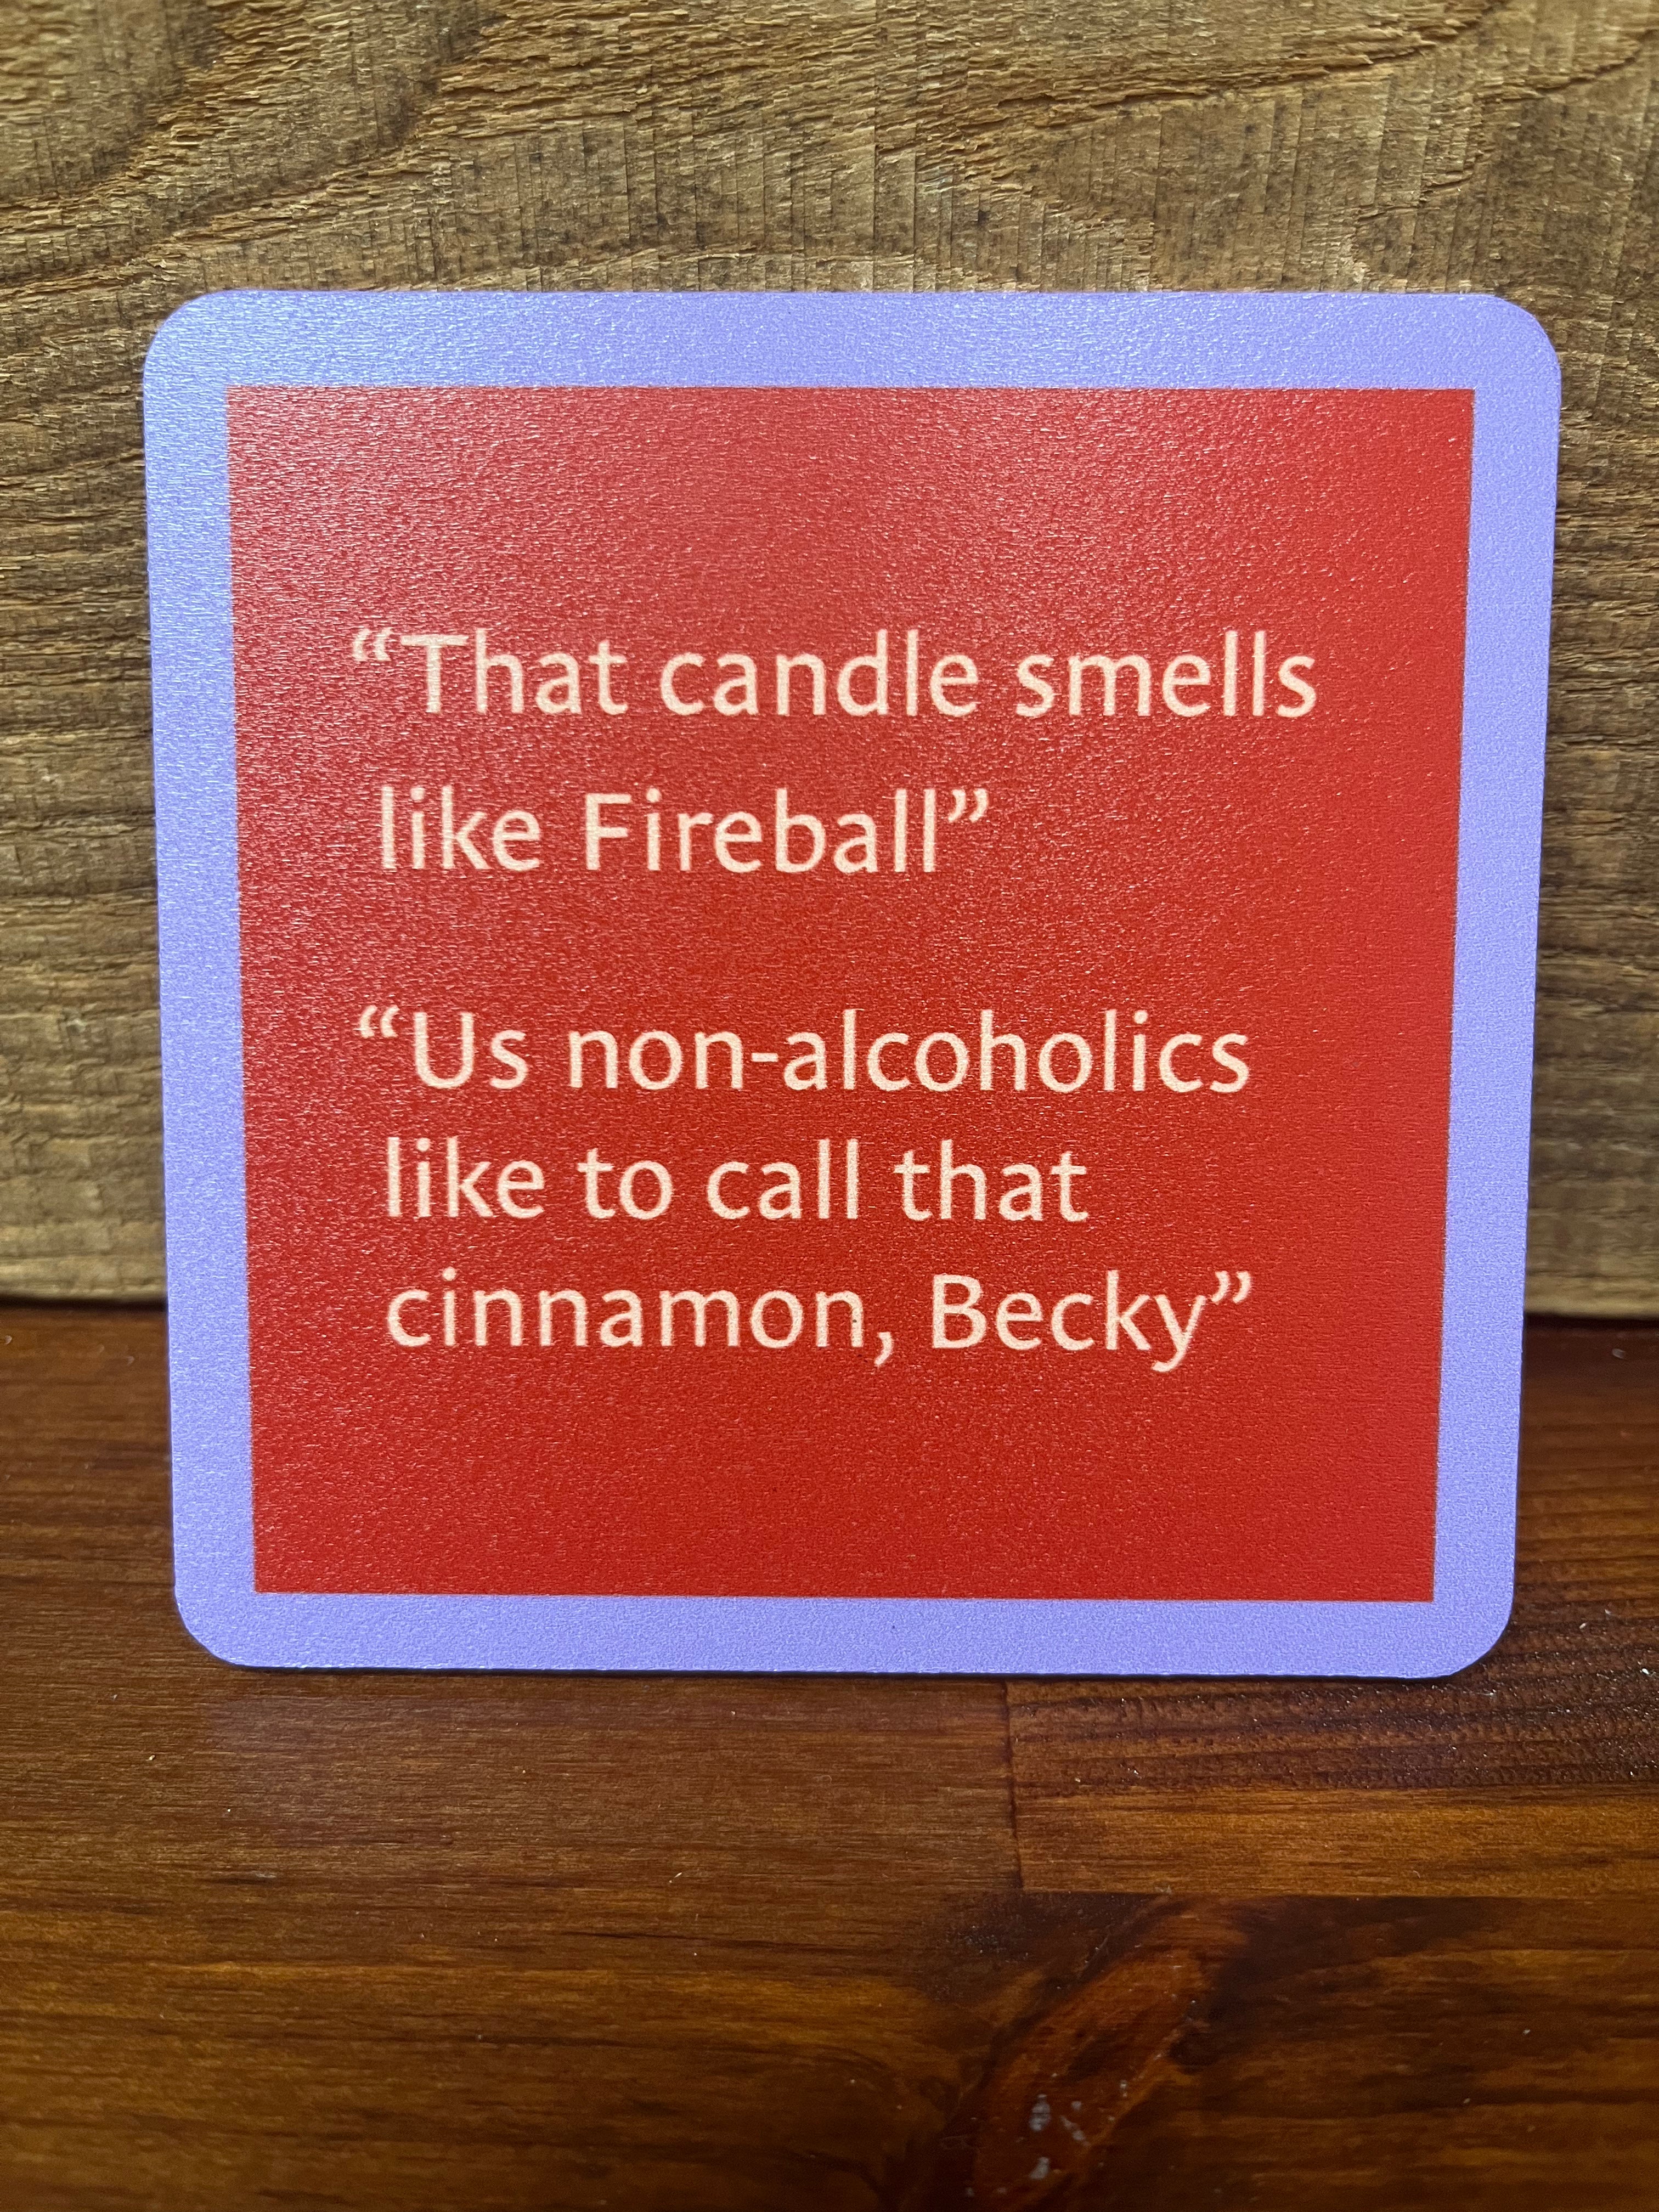 “That candle smells
like Fireball”
“Us non-alcoholics
like to call that
cinnamon, Becky”